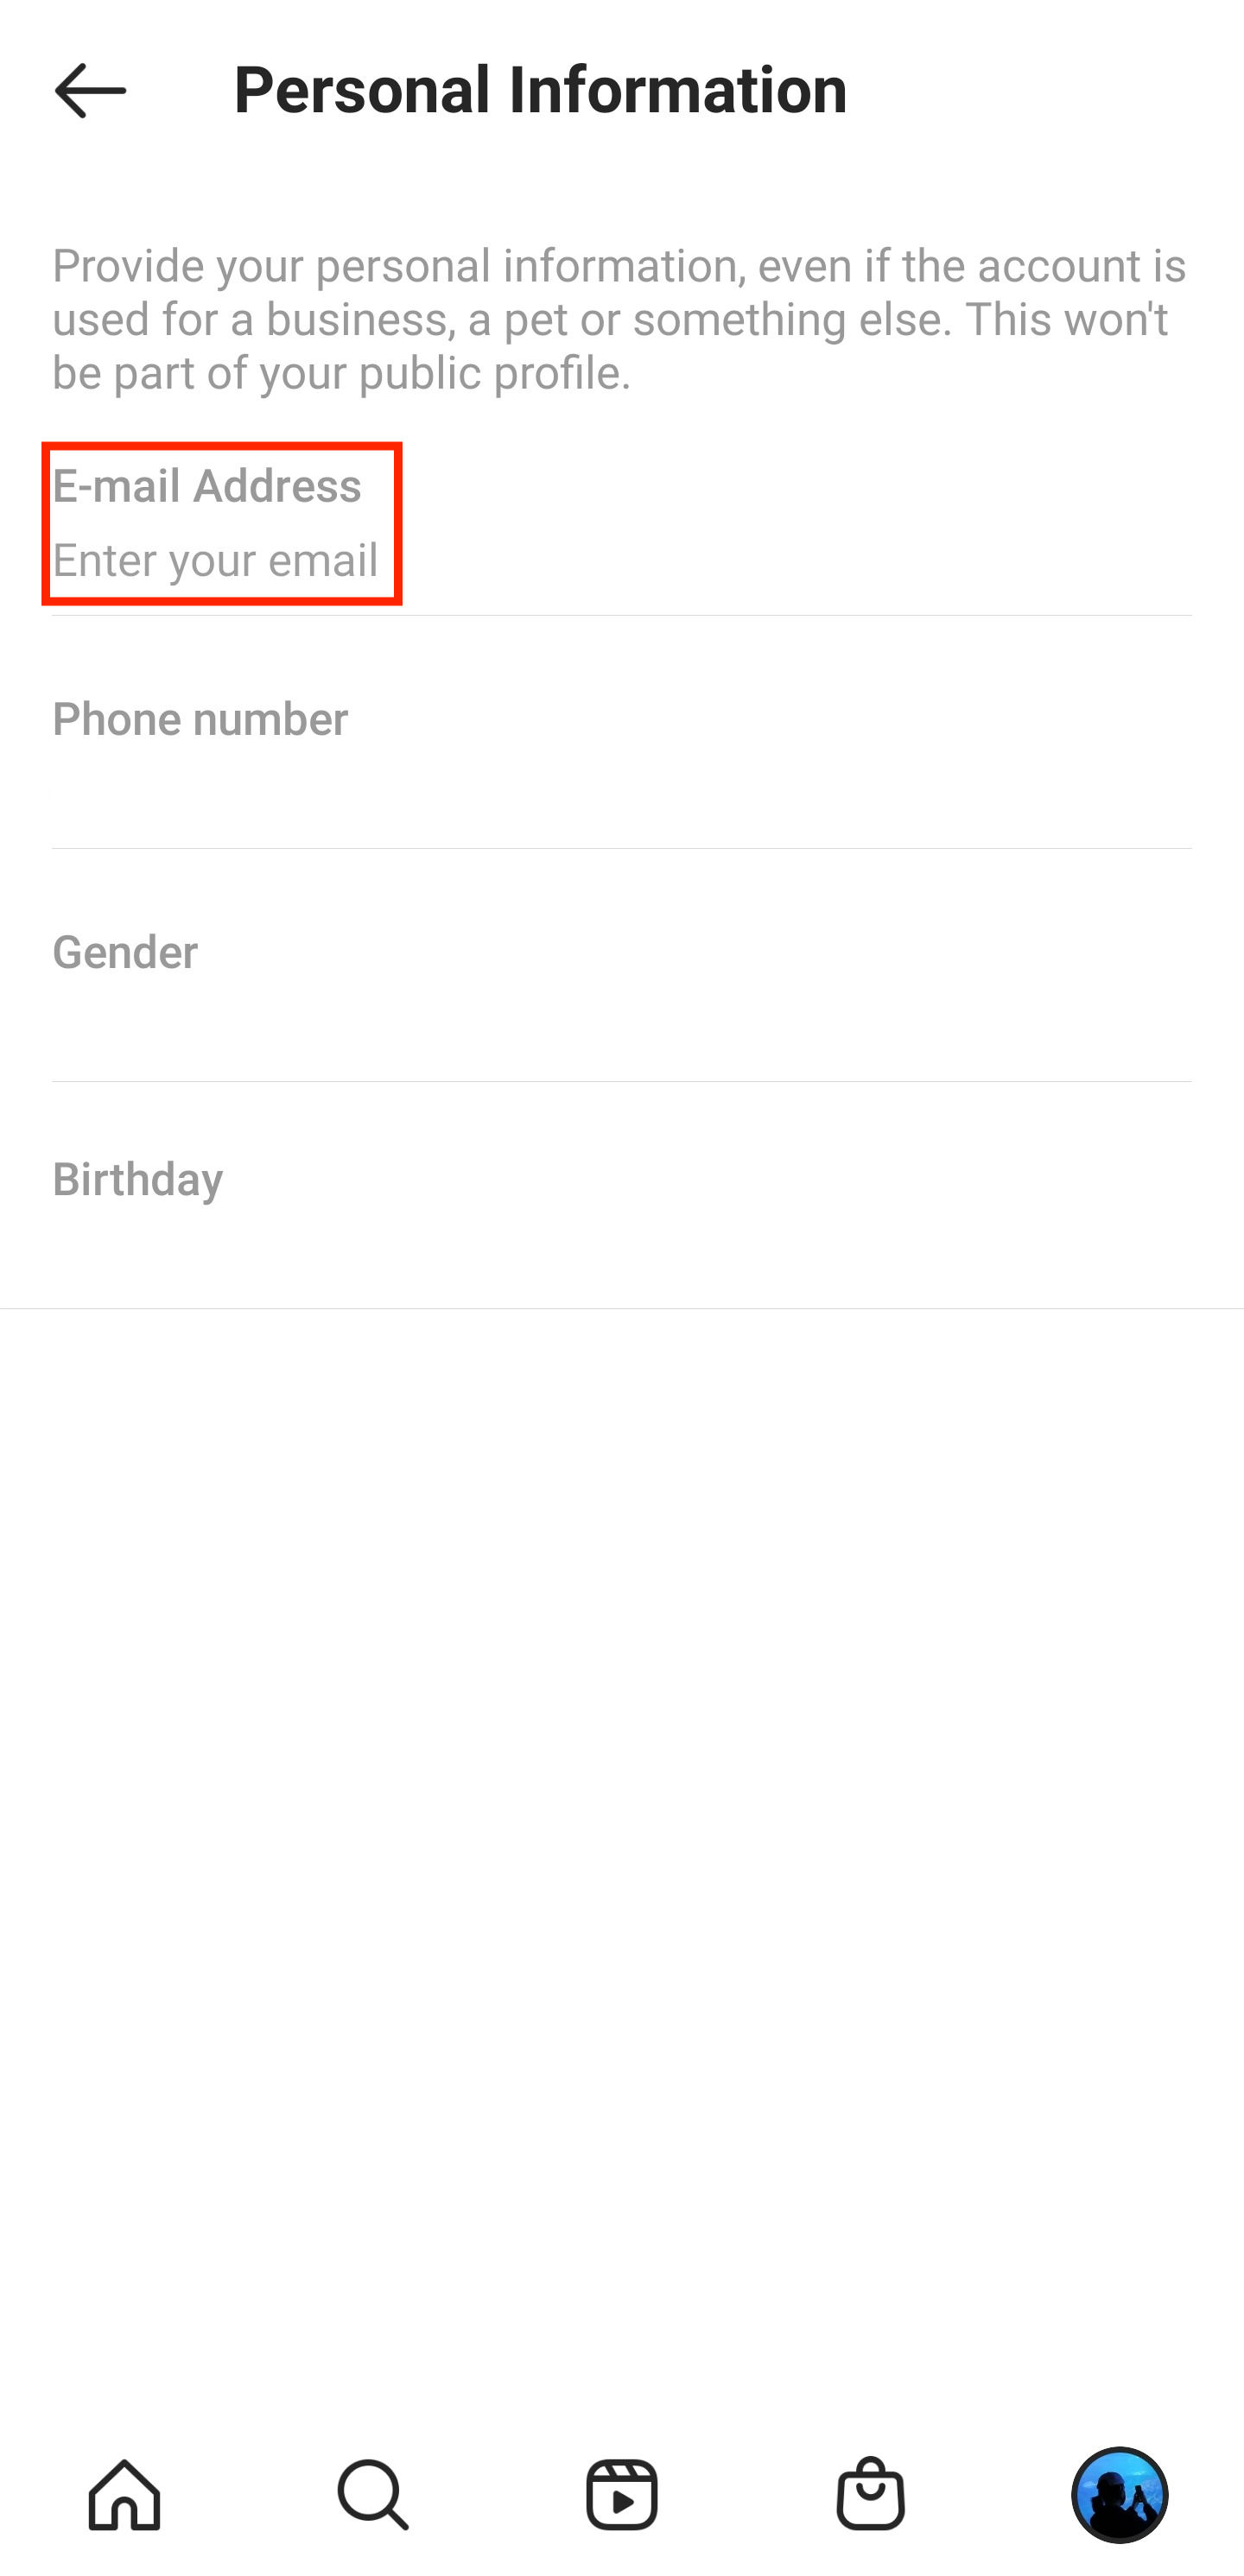 Personal Information
Provide your personal information, even if the account is
used for a business, a pet or something else. This won't
be part of your public profile.
E-mail Address
Enter your email
Phone number
Gender
Birthday